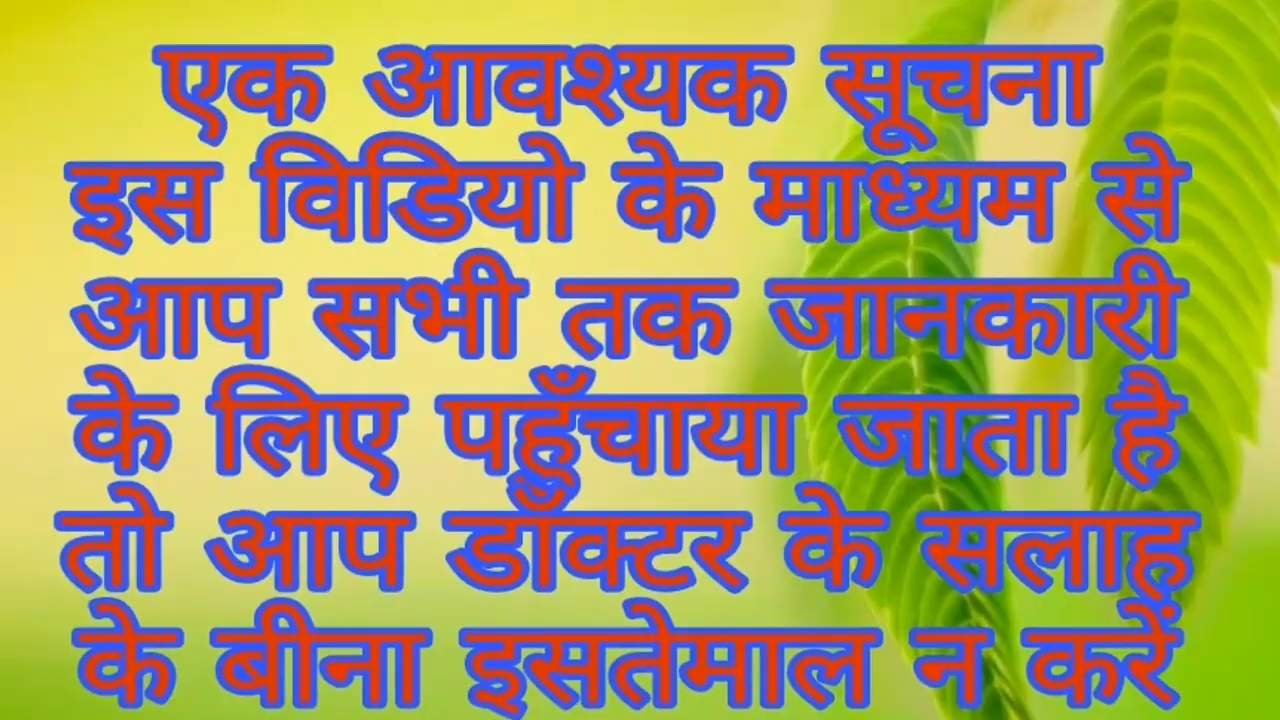 एक आवश्यक सूचना
इस विडियो के माध्यम से
आप सभी तक जानकारी
के लिए पहुँचाया जाता है
तो आप डॉक्टर के सलाह
के बीना इसतेमाल न करें